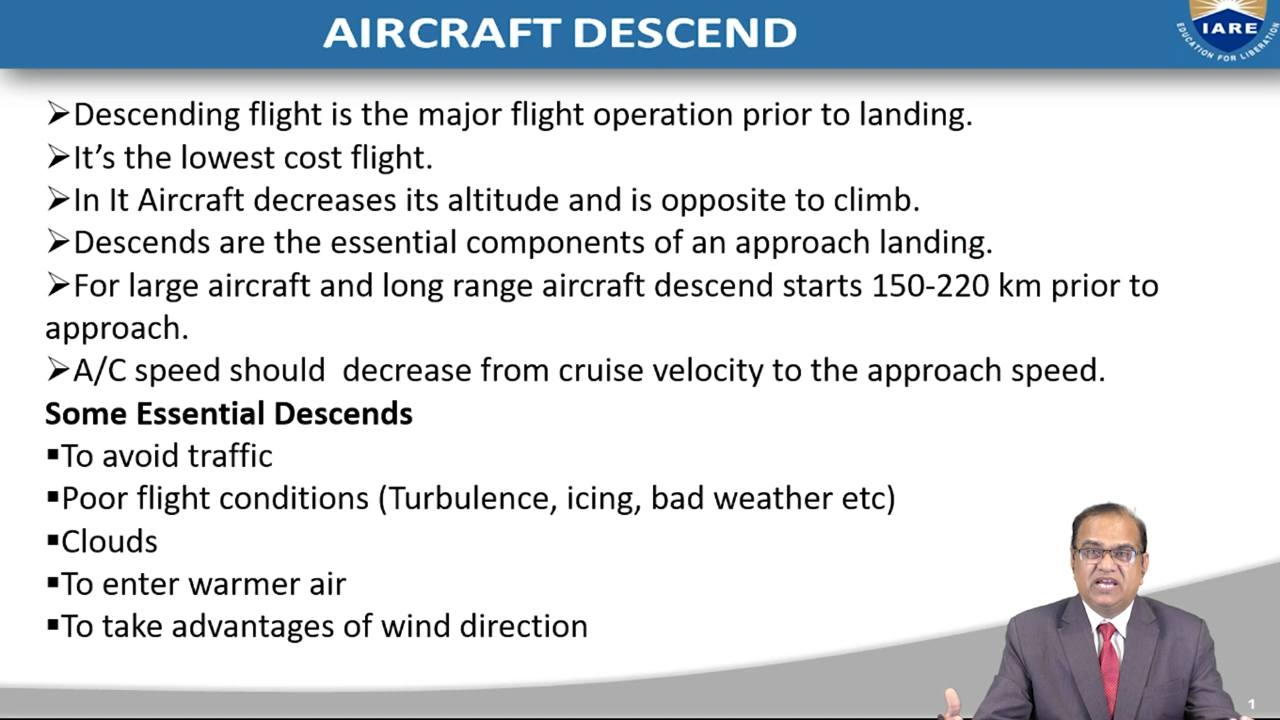 AIRCRAFT DESCEND
IARE
EDUCATION FOR LIBERATION
➢Descending flight is the major flight operation prior to landing.
➢It’s the lowest cost flight.
➢In It Aircraft decreases its altitude and is opposite to climb.
➢Descends are the essential components of an approach landing.
➢For large aircraft and long range aircraft descend starts 150-220 km prior to
approach.
➢A/C speed should  decrease from cruise velocity to the approach speed.
Some Essential Descends
▪To avoid traffic
▪Poor flight conditions (Turbulence, icing, bad weather etc)
▪Clouds
▪To enter warmer air
▪To take advantages of wind direction
1